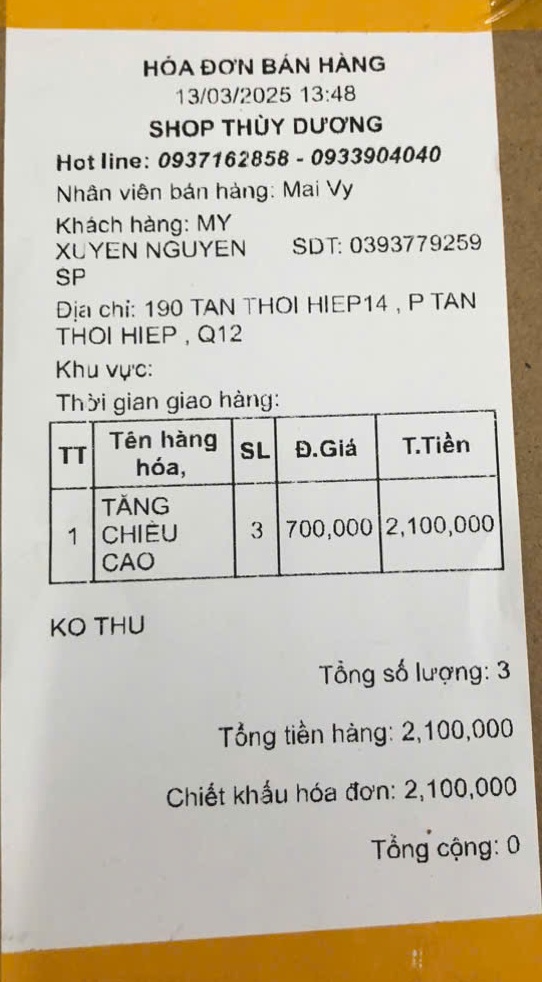 HÓA ĐƠN BÁN HÀNG
13/03/2025 13:48
SHOP THÙY DƯƠNG
Hot line: 0937162858 - 0933904040
Nhân viên bán hàng: Mai Vy
Khách hàng: MY
XUYEN NGUYEN SDT: 0393779259
SP
Địa chỉ: 190 TAN THOI HIEP14 , P TAN
THOI HIEP , Q12
Khu vực:
Thời gian giao hàng:
TT Tên hàng hóa, SL Đ.Giá T.Tiền
1 TĂNG CHIỀU CAO 3 700,000 2,100,000
KO THU
Tổng số lượng: 3
Tổng tiền hàng: 2,100,000
Chiết khấu hóa đơn: 2,100,000
Tổng cộng: 0